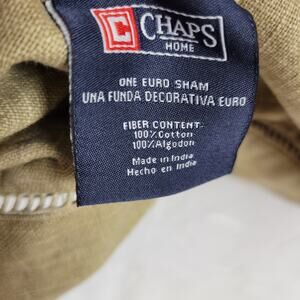 C CHAPS
HOME
ONE EURO SHAM
UNA FUNDA DECORATIVA EURO
FIBER CONTENT
100% Cotton
100% Algodon
Made in India
Hecho en India